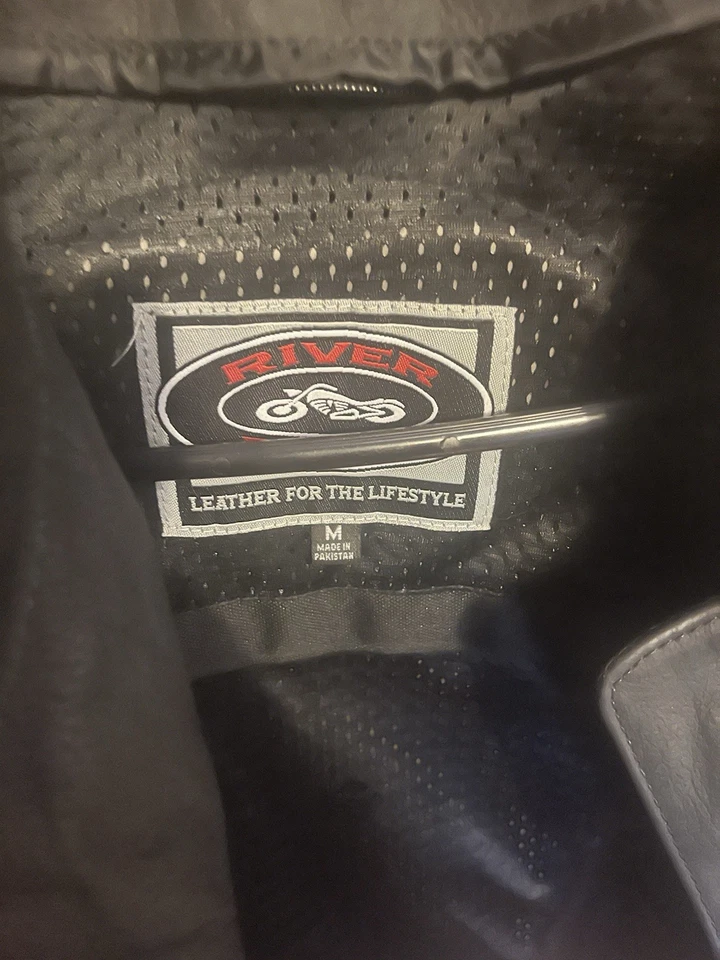 RIVER
LEATHER FOR THE LIFESTYLE
M
MADE IN
PAKISTAN